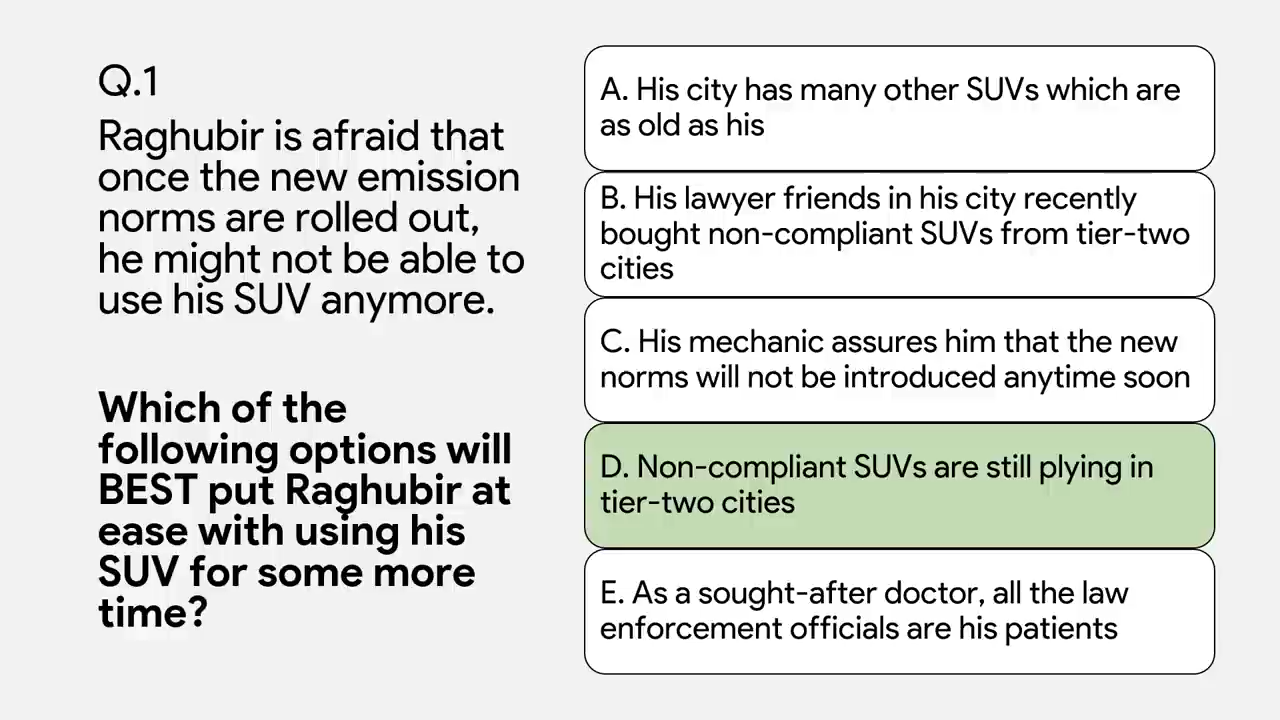 Q.1
Raghubir is afraid that
once the new emission
norms are rolled out,
he might not be able to
use his SUV anymore.
Which of the
following options will
BEST put Raghubir at
ease with using his
SUV for some more
time?
A. His city has many other SUVs which are
as old as his
B. His lawyer friends in his city recently
bought non-compliant SUVs from tier-two
cities
C. His mechanic assures him that the new
norms will not be introduced anytime soon
D. Non-compliant SUVs are still plying in
tier-two cities
E. As a sought-after doctor, all the law
enforcement officials are his patients